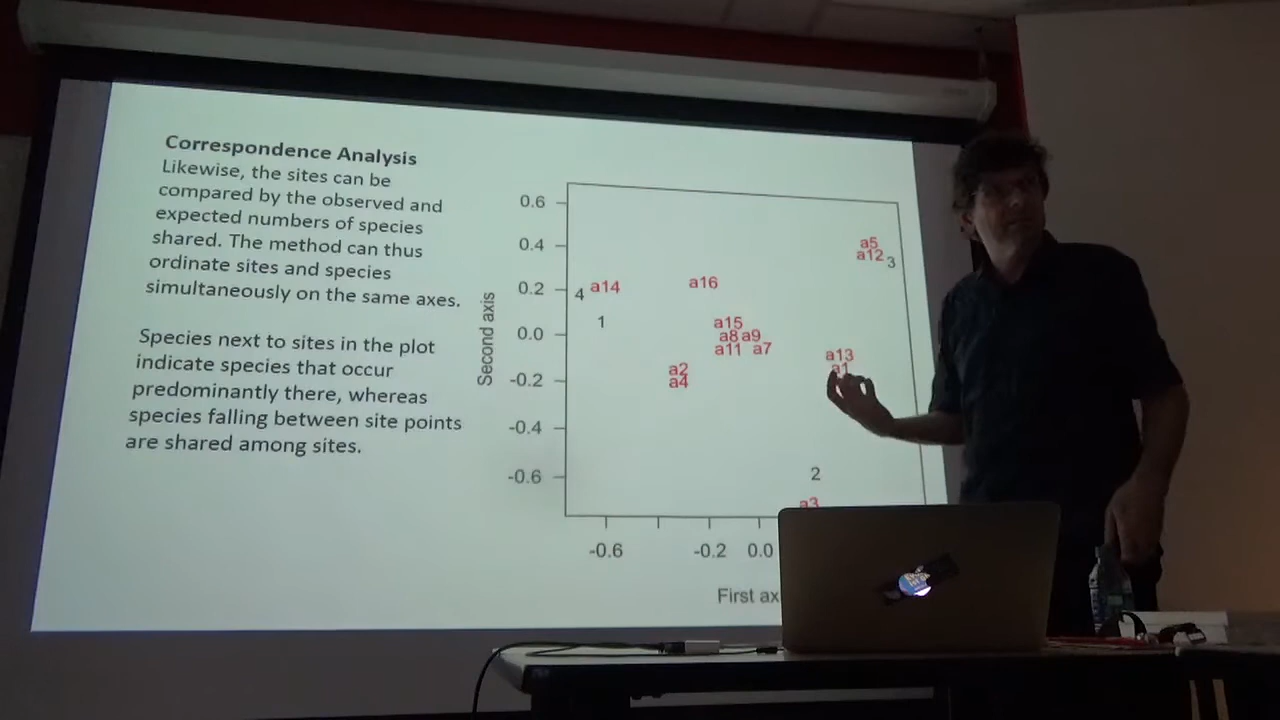 Correspondence Analysis
Likewise, the sites can be
compared by the observed and
expected numbers of species
shared. The method can thus
ordinate sites and species
simultaneously on the same axes.
Species next to sites in the plot
indicate species that occur
predominantly there, whereas
species falling between site points
are shared among sites.
Second axis
0.6
0.4
0.2
0.0
-0.2
-0.4
-0.6
a5
a12 3
4 a14
a16
1
a15
a8 a9
a11 a7
a13
a1
a2
a4
2
a3
-0.6 -0.2 0.0
First ax